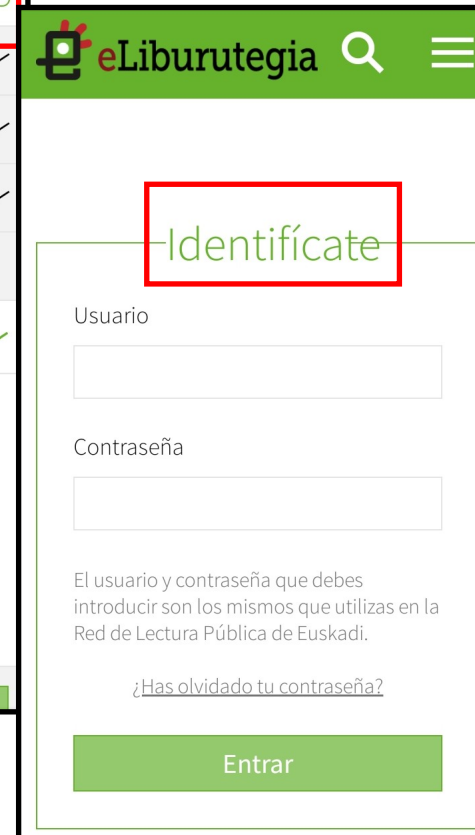 eLiburutegia
Identifícate
Usuario
Contraseña
El usuario y contraseña que debes
introducir son los mismos que utilizas en la
Red de Lectura Pública de Euskadi.
¿Has olvidado tu contraseña?
Entrar